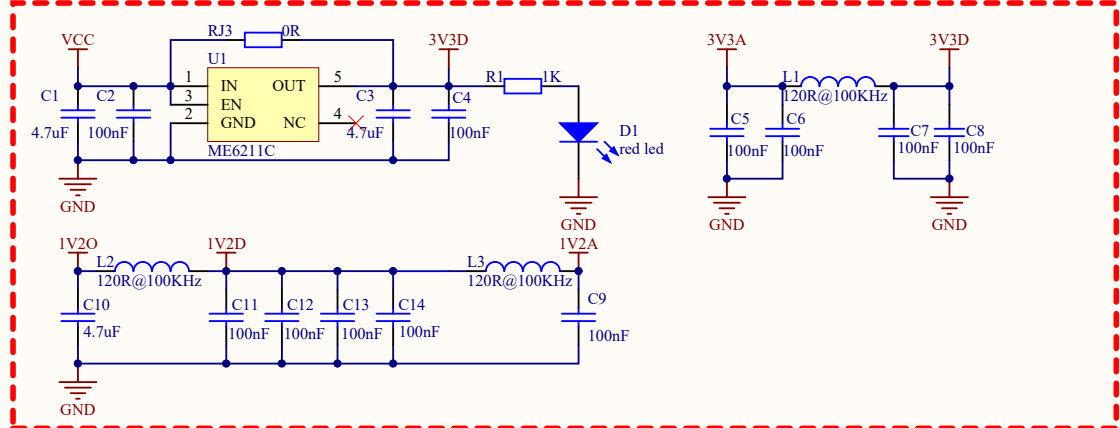 RJ3 0R
VCC 3V3D 3V3A 3V3D
U1
1 IN OUT 5
R1 1K
L1
120R@100KHz
C1 C2 3 EN C3 C4
4.7uF 100nF 2 GND NC 4 4.7uF 100nF
ME6211C
D1
red led
C5 C6 C7 C8
100nF 100nF 100nF 100nF
GND GND GND GND
1V2O 1V2D 1V2A
L2 L3
120R@100KHz 120R@100KHz
C10 C11 C12 C13 C14 C9
4.7uF 100nF 100nF 100nF 100nF 100nF
GND